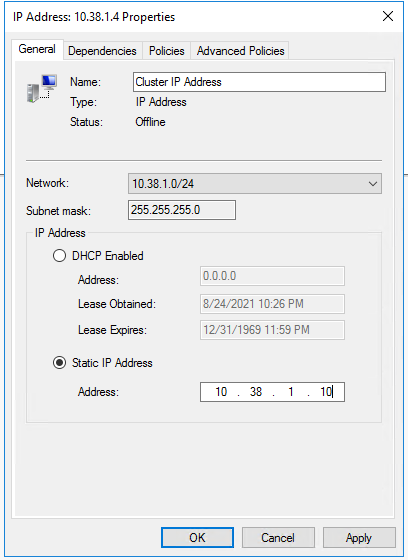 IP Address: 10.38.1.4 Properties
General Dependencies Policies Advanced Policies
Name: Cluster IP Address
Type: IP Address
Status: Offline
Network: 10.38.1.0/24
Subnet mask: 255.255.255.0
IP Address
DHCP Enabled
Address: 0.0.0.0
Lease Obtained: 8/24/2021 10:26 PM
Lease Expires: 12/31/1969 11:59 PM
Static IP Address
Address: 10 . 38 . 1 . 10
OK Cancel Apply